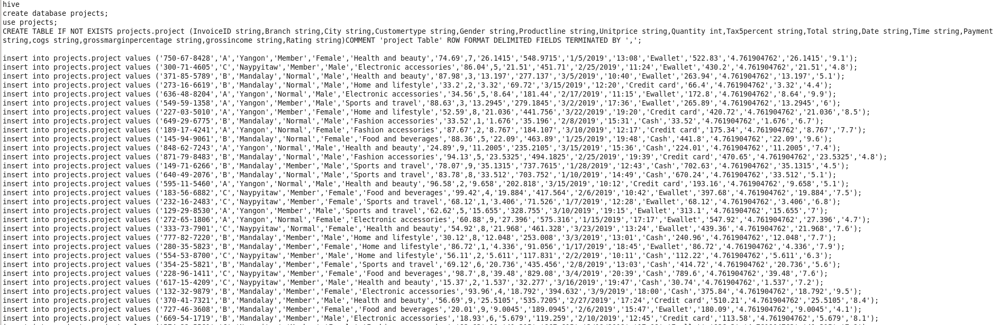 hive
create database projects;
use projects;
CREATE TABLE IF NOT EXISTS projects.project (InvoiceID string,Branch string,City string,Customertype string,Gender string,Productline string,Unitprice string,Quantity int,Tax5percent string,Total string,Date string,Time string,Payment
string,cogs string,grossmarginpercentage string,grossincome string,Rating string)COMMENT 'project Table' ROW FORMAT DELIMITED FIELDS TERMINATED BY ',';
insert into projects.project values ('750-67-8428','A','Yangon','Member','Female','Health and beauty','74.69',7,'26.1415','548.9715','1/5/2019','13:08','Ewallet','522.83','4.761904762','26.1415','9.1');
insert into projects.project values ('300-71-4605','C','Naypyitaw','Member','Male','Electronic accessories','86.04',5,'21.51','451.71','2/25/2019','11:24','Ewallet','430.2','4.761904762','21.51','4.8');
insert into projects.project values ('371-85-5789','B','Mandalay','Normal','Male','Health and beauty','87.98',3,'13.197','277.137','3/5/2019','10:40','Ewallet','263.94','4.761904762','13.197','5.1');
insert into projects.project values ('273-16-6619','B','Mandalay','Normal','Male','Home and lifestyle','33.2',2,'3.32','69.72','3/15/2019','12:20','Credit card','66.4','4.761904762','3.32','4.4');
insert into projects.project values ('636-48-8204','A','Yangon','Normal','Male','Electronic accessories','34.56',5,'8.64','181.44','2/17/2019','11:15','Ewallet','172.8','4.761904762','8.64','9.9');
insert into projects.project values ('549-59-1358','A','Yangon','Member','Male','Sports and travel','88.63',3,'13.2945','279.1845','3/2/2019','17:36','Ewallet','265.89','4.761904762','13.2945','6');
insert into projects.project values ('227-03-5010','A','Yangon','Member','Female','Home and lifestyle','52.59',8,'21.036','441.756','3/22/2019','19:20','Credit card','420.72','4.761904762','21.036','8.5');
insert into projects.project values ('649-29-6775','B','Mandalay','Normal','Male','Fashion accessories','33.52',1,'1.676','35.196','2/8/2019','15:31','Cash','33.52','4.761904762','1.676','6.7');
insert into projects.project values ('189-17-4241','A','Yangon','Normal','Female','Fashion accessories','87.67',2,'8.767','184.107','3/10/2019','12:17','Credit card','175.34','4.761904762','8.767','7.7');
insert into projects.project values ('145-94-9061','B','Mandalay','Normal','Female','Food and beverages','88.36',5,'22.09','463.89','1/25/2019','19:48','Cash','441.8','4.761904762','22.09','9.6');
insert into projects.project values ('848-62-7243','A','Yangon','Normal','Male','Health and beauty','24.89',9,'11.2005','235.2105','3/15/2019','15:36','Cash','224.01','4.761904762','11.2005','7.4');
insert into projects.project values ('871-79-8483','B','Mandalay','Normal','Male','Fashion accessories','94.13',5,'23.5325','494.1825','2/25/2019','19:39','Credit card','470.65','4.761904762','23.5325','4.8');
insert into projects.project values ('149-71-6266','B','Mandalay','Member','Male','Sports and travel','78.07',9,'35.1315','737.7615','1/28/2019','12:43','Cash','702.63','4.761904762','35.1315','4.5');
insert into projects.project values ('640-49-2076','B','Mandalay','Normal','Male','Sports and travel','83.78',8,'33.512','703.752','1/10/2019','14:49','Cash','670.24','4.761904762','33.512','5.1');
insert into projects.project values ('595-11-5460','A','Yangon','Normal','Male','Health and beauty','96.58',2,'9.658','202.818','3/15/2019','10:12','Credit card','193.16','4.761904762','9.658','5.1');
insert into projects.project values ('183-56-6882','C','Naypyitaw','Member','Female','Food and beverages','99.42',4,'19.884','417.564','2/6/2019','10:42','Ewallet','397.68','4.761904762','19.884','7.5');
insert into projects.project values ('232-16-2483','C','Naypyitaw','Member','Female','Sports and travel','68.12',1,'3.406','71.526','1/7/2019','12:28','Ewallet','68.12','4.761904762','3.406','6.8');
insert into projects.project values ('129-29-8530','A','Yangon','Member','Male','Sports and travel','62.62',5,'15.655','328.755','3/10/2019','19:15','Ewallet','313.1','4.761904762','15.655','7');
insert into projects.project values ('272-65-1806','A','Yangon','Normal','Female','Electronic accessories','60.88',9,'27.396','575.316','1/15/2019','17:17','Ewallet','547.92','4.761904762','27.396','4.7');
insert into projects.project values ('333-73-7901','C','Naypyitaw','Normal','Female','Health and beauty','54.92',8,'21.968','461.328','3/23/2019','13:24','Ewallet','439.36','4.761904762','21.968','7.6');
insert into projects.project values ('777-82-7220','B','Mandalay','Member','Male','Home and lifestyle','30.12',8,'12.048','253.008','3/3/2019','13:01','Cash','240.96','4.761904762','12.048','7.7');
insert into projects.project values ('280-35-5823','B','Mandalay','Member','Female','Home and lifestyle','86.72',1,'4.336','91.056','1/17/2019','18:45','Ewallet','86.72','4.761904762','4.336','7.9');
insert into projects.project values ('554-53-8700','C','Naypyitaw','Member','Male','Home and lifestyle','56.11',2,'5.611','117.831','2/2/2019','10:11','Cash','112.22','4.761904762','5.611','6.3');
insert into projects.project values ('354-25-5821','B','Mandalay','Member','Female','Sports and travel','69.12',6,'20.736','435.456','2/8/2019','13:03','Cash','414.72','4.761904762','20.736','5.6');
insert into projects.project values ('228-96-1411','C','Naypyitaw','Member','Female','Food and beverages','98.7',8,'39.48','829.08','3/4/2019','20:39','Cash','789.6','4.761904762','39.48','7.6');
insert into projects.project values ('617-15-4209','C','Naypyitaw','Member','Male','Health and beauty','15.37',2,'1.537','32.277','3/16/2019','19:47','Cash','30.74','4.761904762','1.537','7.2');
insert into projects.project values ('132-32-9879','B','Mandalay','Member','Female','Electronic accessories','93.96',4,'18.792','394.632','3/9/2019','18:00','Cash','375.84','4.761904762','18.792','9.5');
insert into projects.project values ('370-41-7321','B','Mandalay','Member','Male','Health and beauty','56.69',9,'25.5105','535.7205','2/27/2019','17:24','Credit card','510.21','4.761904762','25.5105','8.4');
insert into projects.project values ('727-46-3608','B','Mandalay','Member','Female','Food and beverages','20.01',9,'9.0045','189.0945','2/6/2019','15:47','Ewallet','180.09','4.761904762','9.0045','4.1');
insert into projects.project values ('669-54-1719','B','Mandalay','Member','Male','Electronic accessories','18.93',6,'5.679','119.259','2/10/2019','12:45','Credit card','113.58','4.761904762','5.679','8.1');